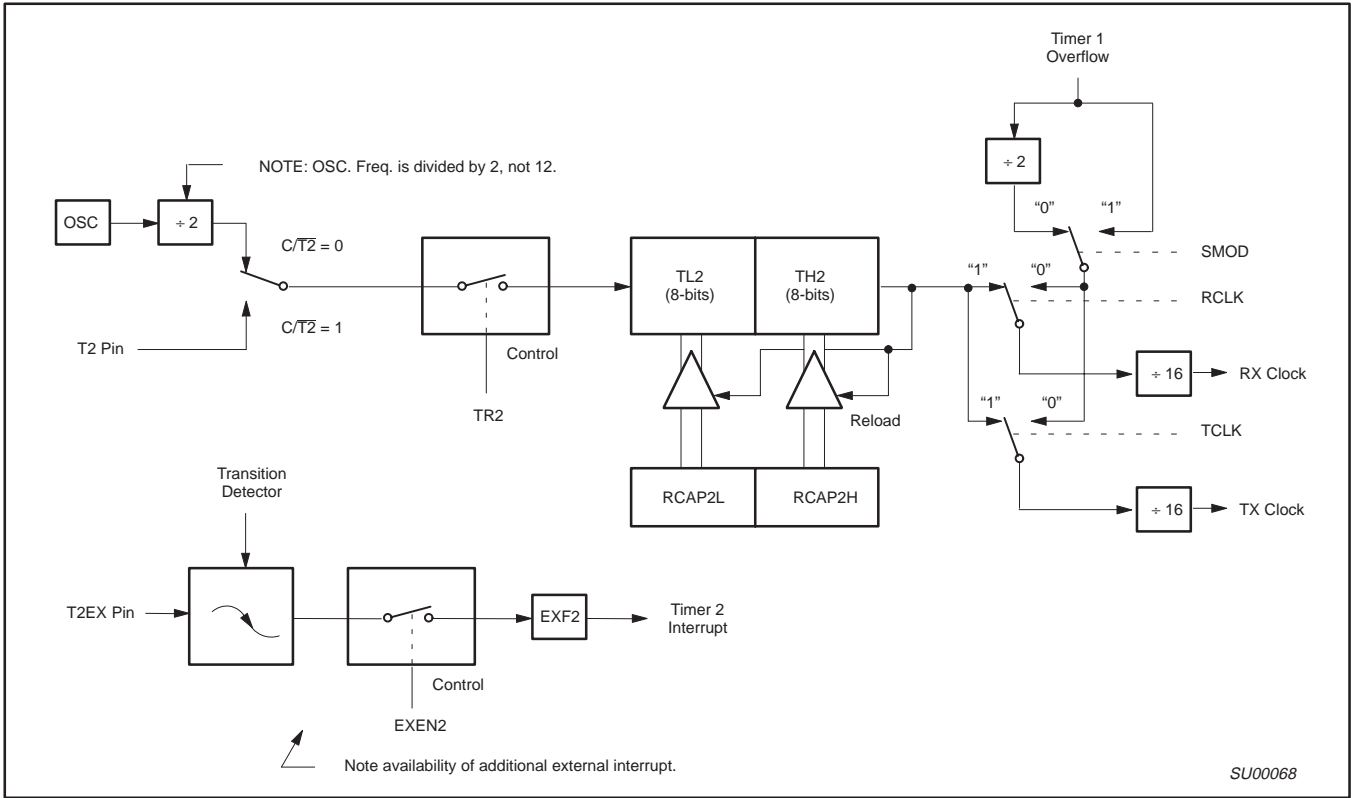 Timer 1
Overflow
÷ 2
“0”
“1”
SMOD
NOTE: OSC. Freq. is divided by 2, not 12.
OSC
÷ 2
C/T2 = 0
C/T2 = 1
T2 Pin
Control
TR2
TL2
(8-bits)
TH2
(8-bits)
Reload
RCAP2L
RCAP2H
“1”
“0”
RCLK
÷ 16
RX Clock
“1”
“0”
TCLK
÷ 16
TX Clock
Transition
Detector
T2EX Pin
Control
EXEN2
EXF2
Timer 2
Interrupt
Note availability of additional external interrupt.
SU00068